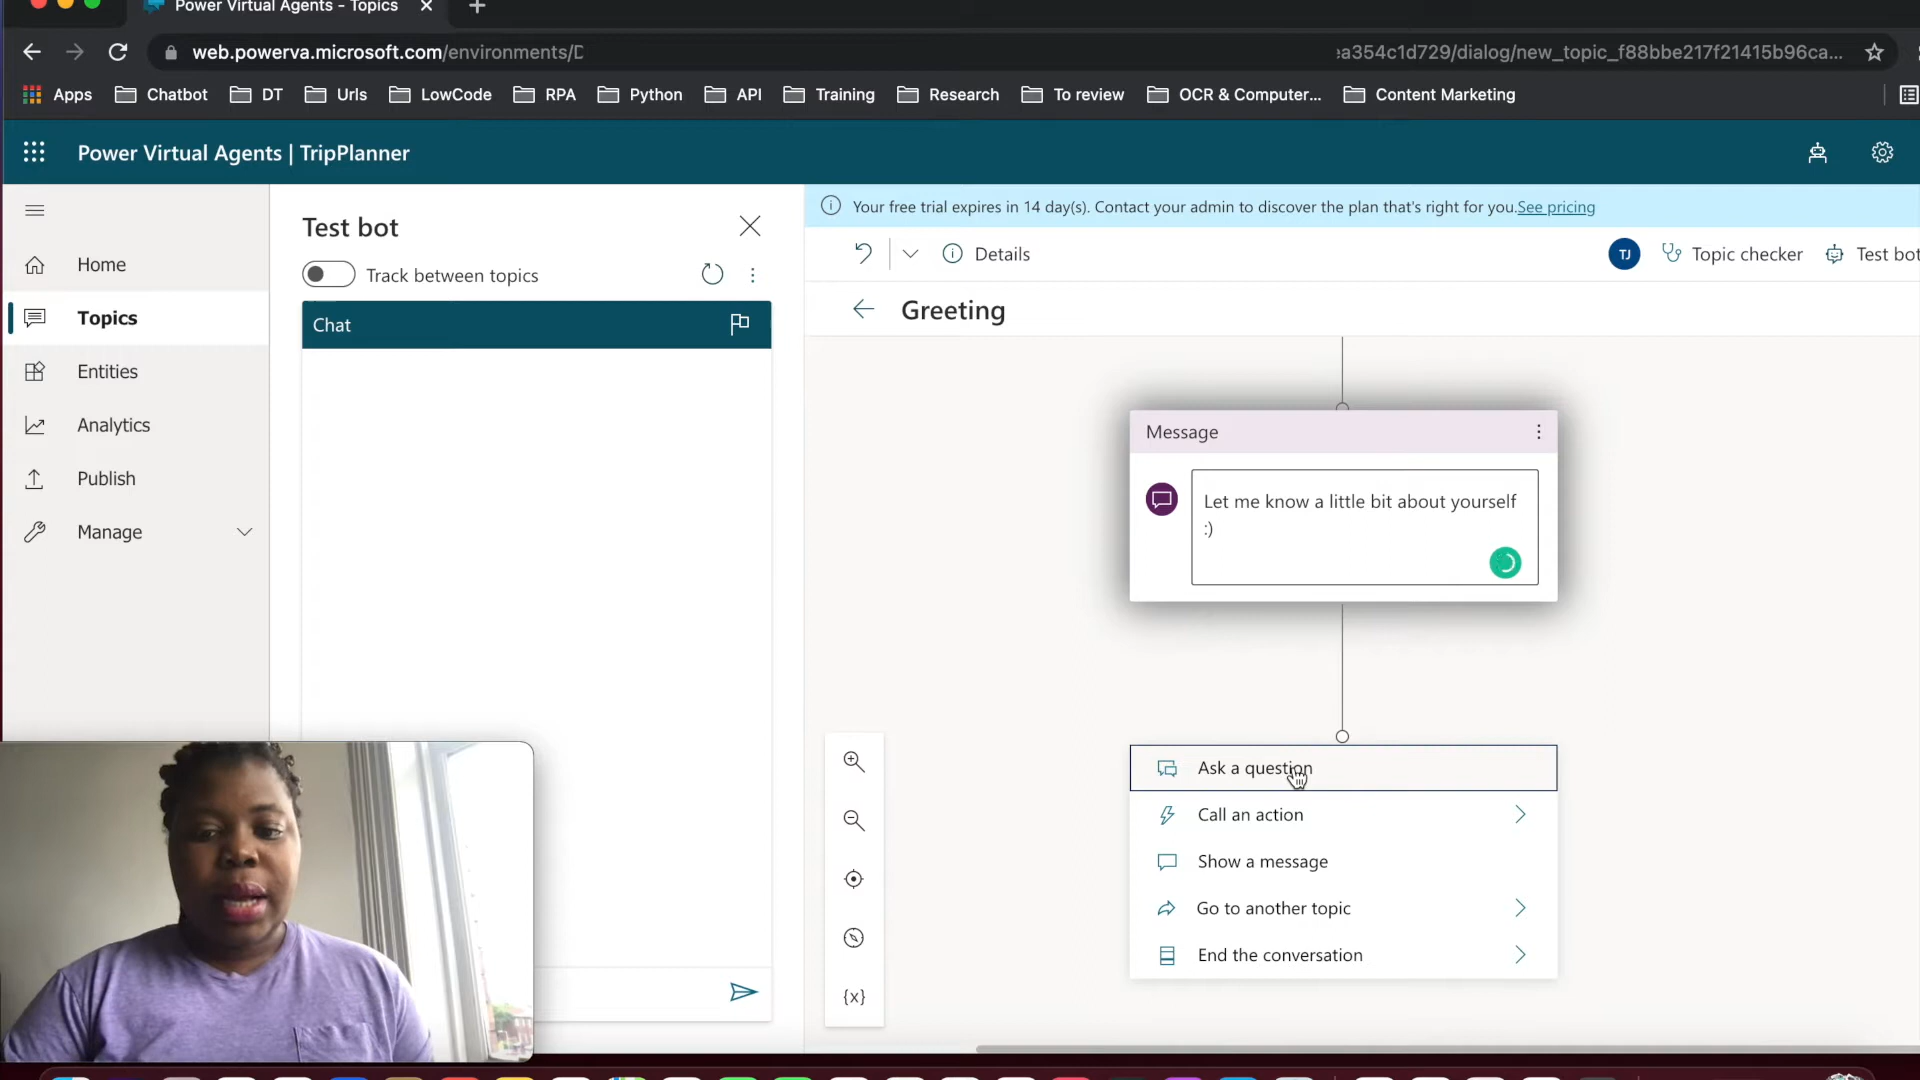 Power Virtual Agents - Topics
web.powerva.microsoft.com/environments/D
a354c1d729/dialog/new_topic_f88bbe217f21415b96ca...
Apps
Chatbot
DT
Urls
LowCode
RPA
Python
API
Training
Research
To review
OCR & Computer...
Content Marketing
Power Virtual Agents | TripPlanner
Home
Topics
Entities
Analytics
Publish
Manage
Test bot
Track between topics
Chat
Your free trial expires in 14 day(s). Contact your admin to discover the plan that's right for you.See pricing
Details
TJ
Topic checker
Test bot
Greeting
Message
Let me know a little bit about yourself
:)
Ask a question
Call an action
Show a message
Go to another topic
End the conversation
{x}